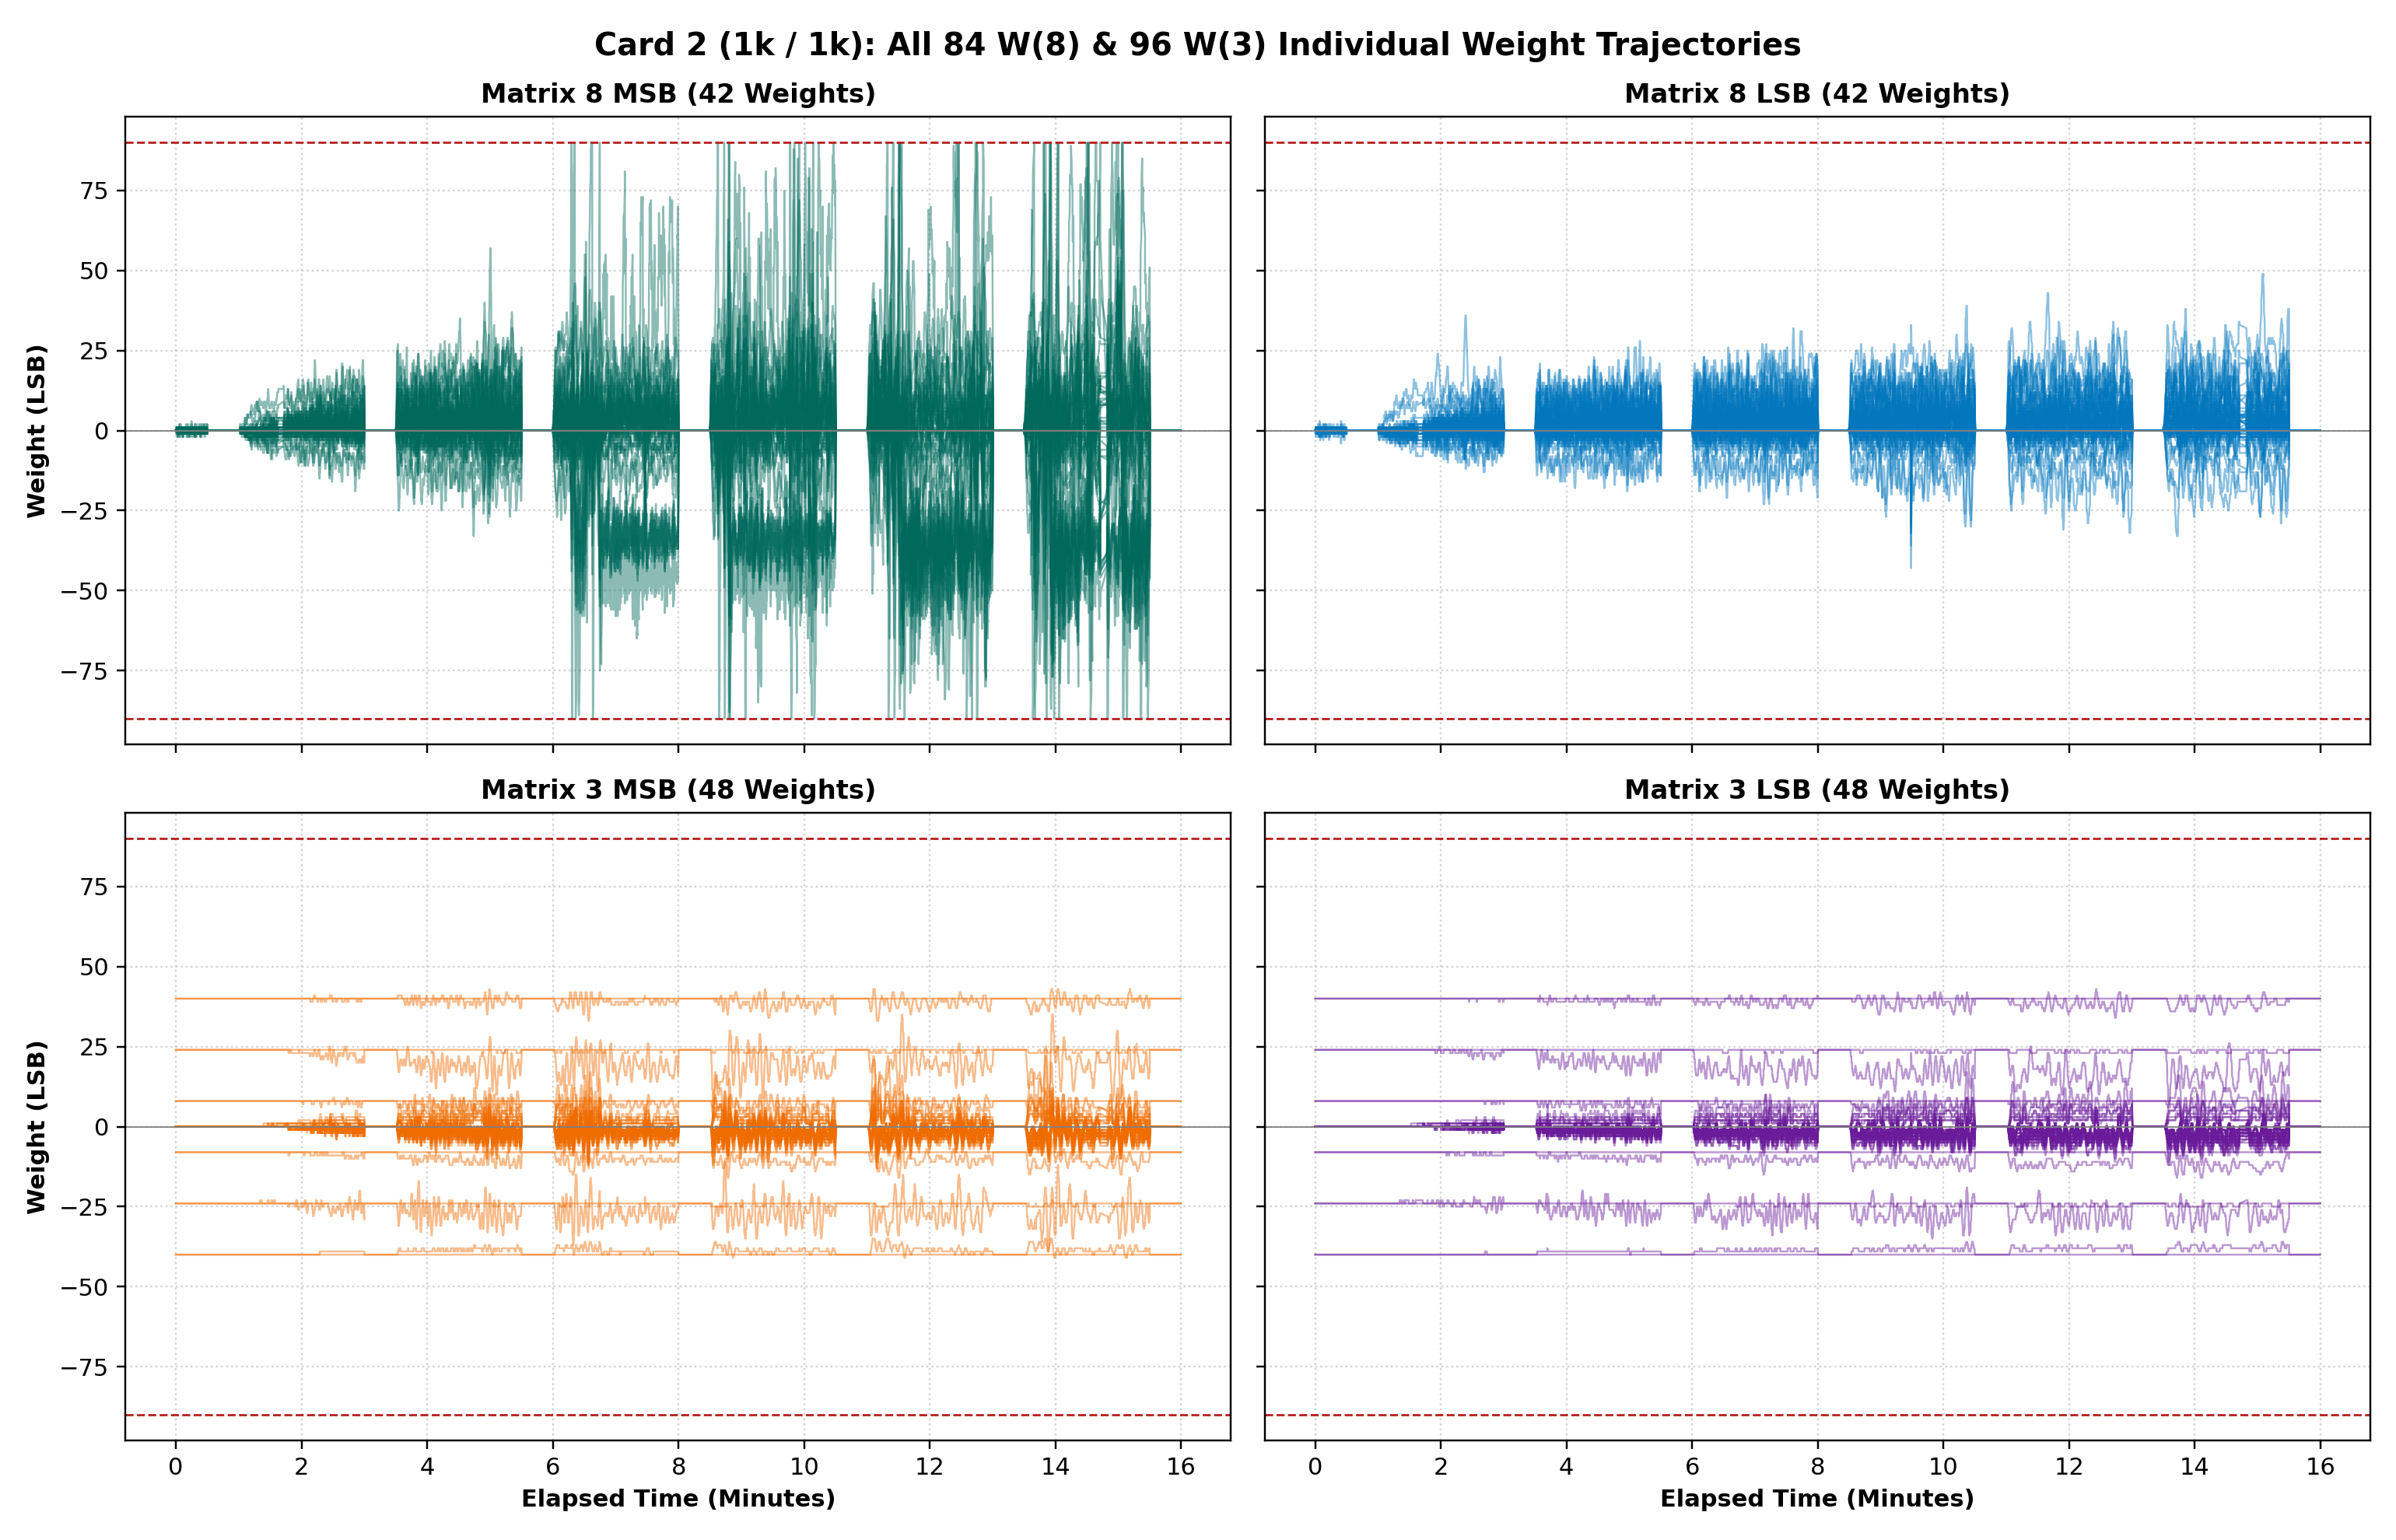 Card 2 (1k / 1k): All 84 W(8) & 96 W(3) Individual Weight Trajectories
Matrix 8 MSB (42 Weights)
Matrix 8 LSB (42 Weights)
Weight (LSB)
75
50
25
0
−25
−50
−75
Matrix 3 MSB (48 Weights)
Matrix 3 LSB (48 Weights)
Weight (LSB)
75
50
25
0
−25
−50
−75
0 2 4 6 8 10 12 14 16
0 2 4 6 8 10 12 14 16
Elapsed Time (Minutes)
Elapsed Time (Minutes)